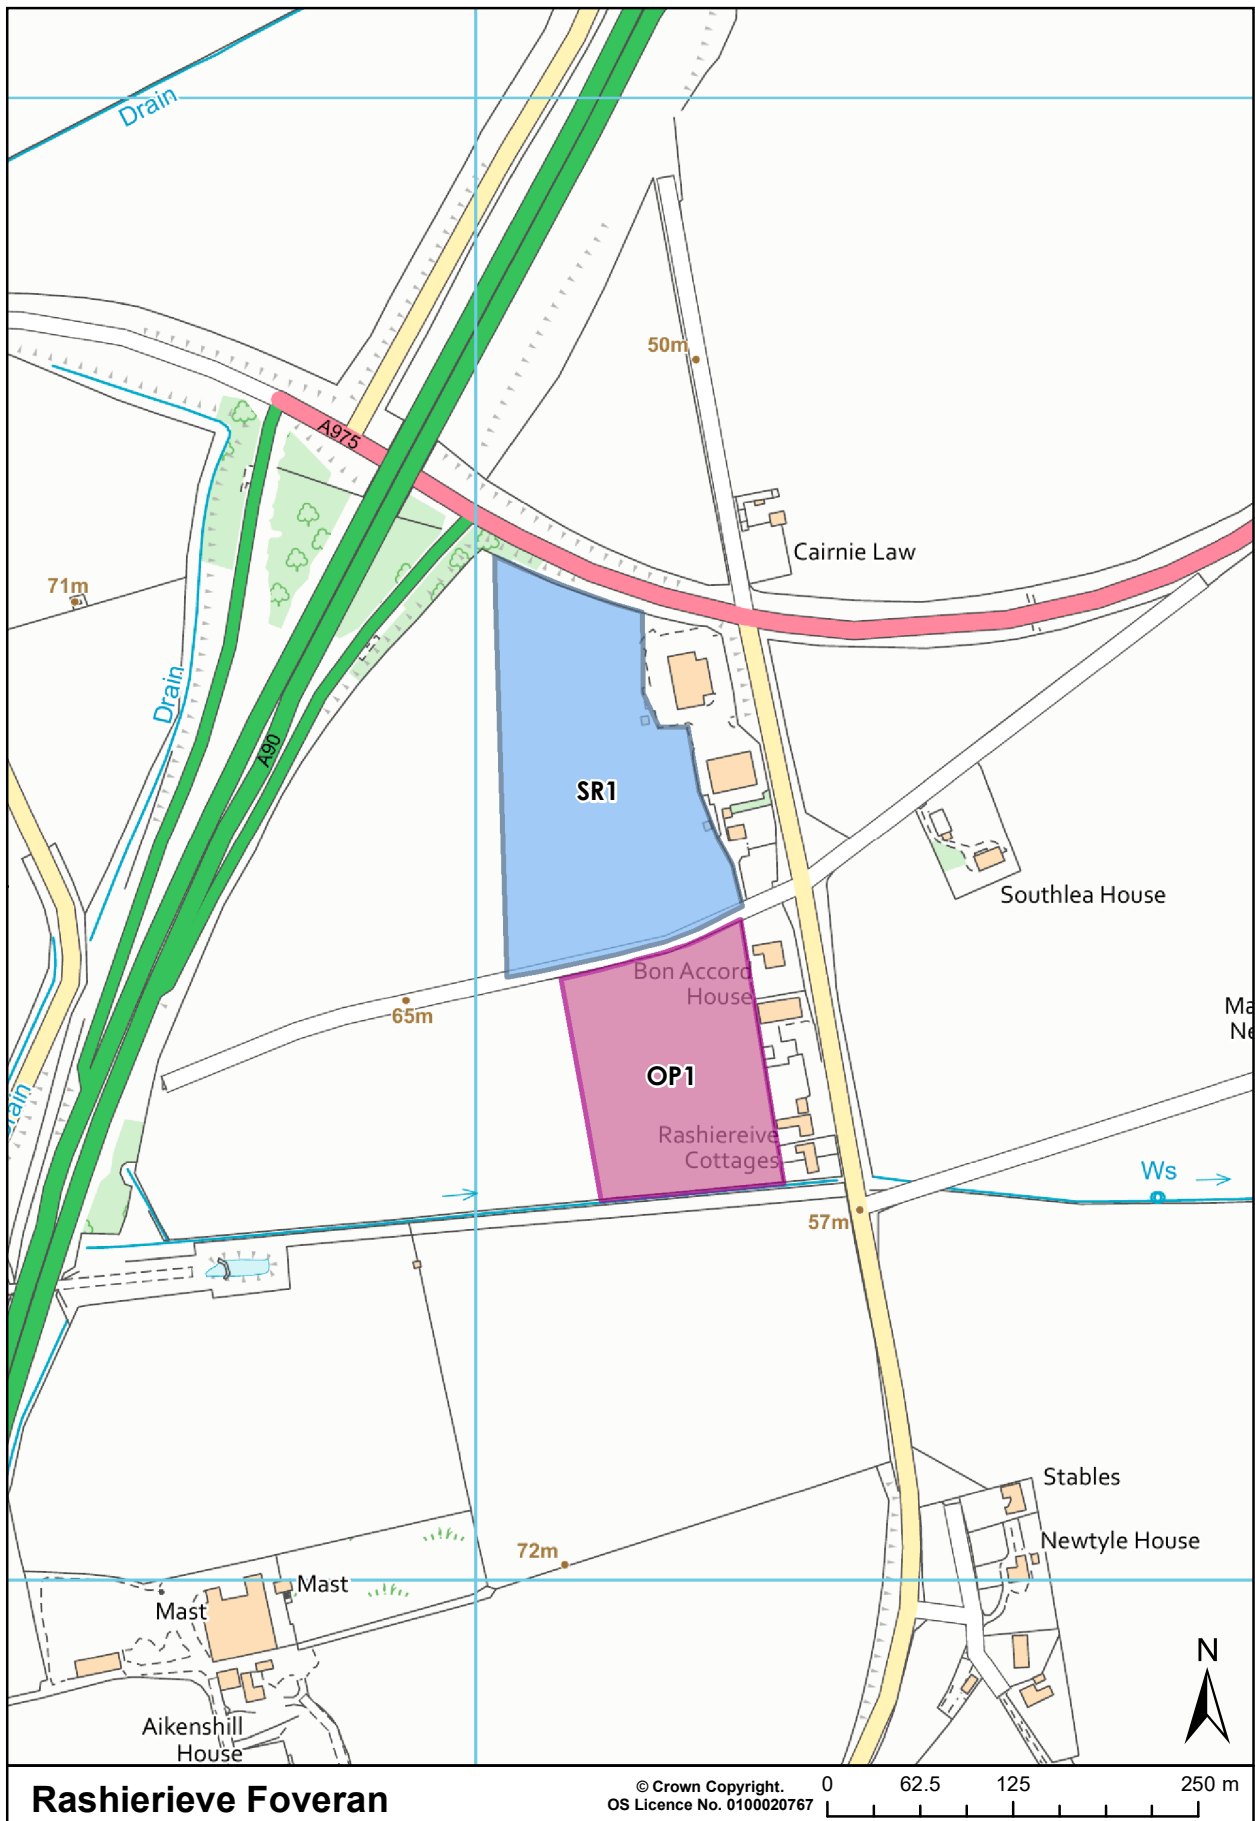 Drain
50m
A975
Cairnie Law
71m
Drain
A90
SR1
Southlea House
Bon Accord
House
65m
Ma
Ne
OP1
Rashiereive
Cottages
Ws
57m
Stables
Newtyle House
72m
Mast
Mast
N
Aikenshill
House
Rashierieve Foveran
© Crown Copyright.
OS Licence No. 0100020767
0 62.5 125 250 m